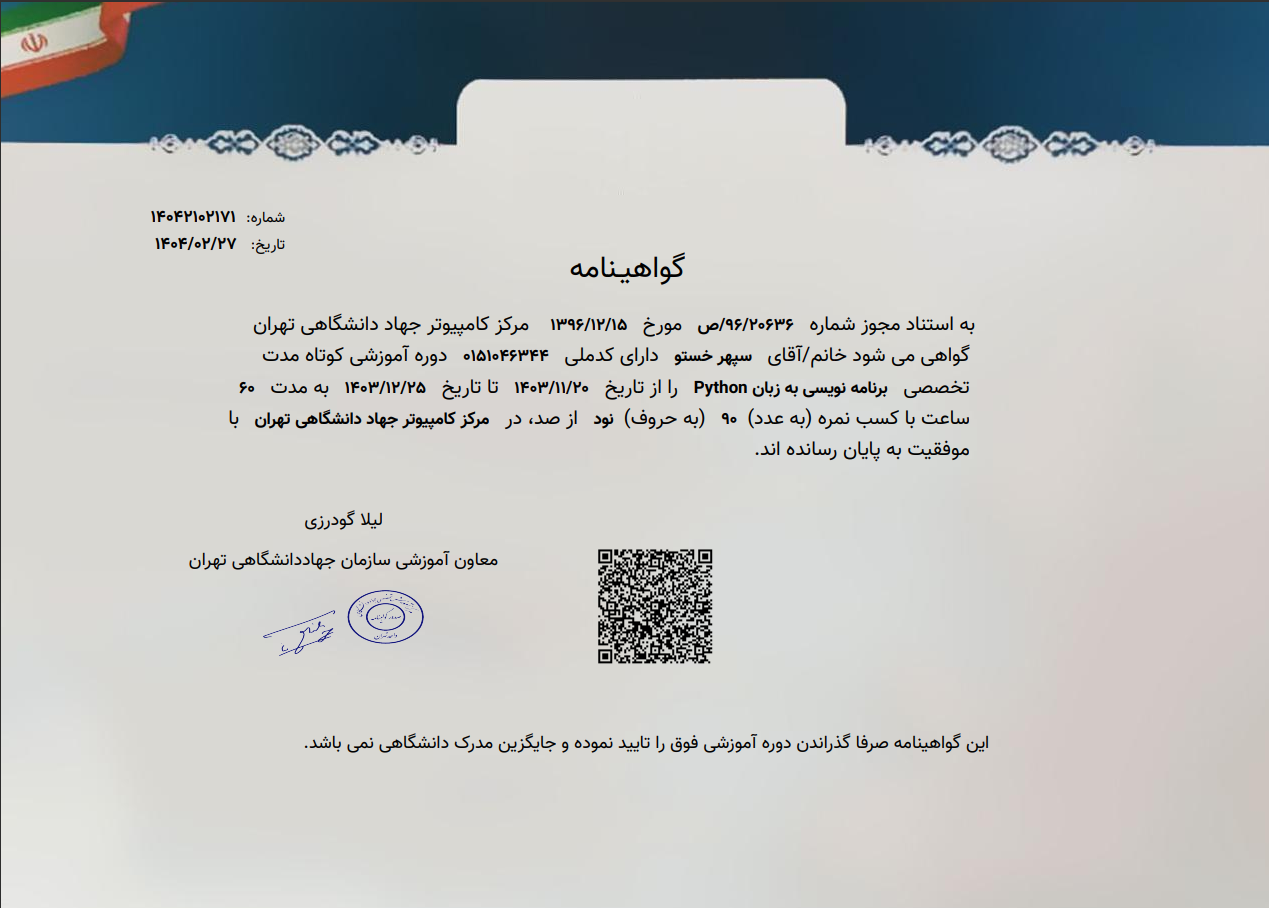 شماره: ۱۴۰۴۲۱۰۲۱۷۱
تاریخ: ۱۴۰۴/۰۲/۲۷
گواهینامه
به استناد مجوز شماره ۹۶/۲۰۶۳۶/ص مورخ ۱۳۹۶/۱۲/۱۵ مرکز کامپیوتر جهاد دانشگاهی تهران
گواهی می شود خانم/آقای سپهر خستو دارای کدملی ۰۱۵۱۰۴۶۳۴۴ دوره آموزشی کوتاه مدت
تخصصی برنامه نویسی به زبان Python را از تاریخ ۱۴۰۳/۱۱/۲۰ تا تاریخ ۱۴۰۳/۱۲/۲۵ به مدت ۶۰
ساعت با کسب نمره (به عدد) ۹۰ (به حروف) نود از صد، در مرکز کامپیوتر جهاد دانشگاهی تهران با
موفقیت به پایان رسانده اند.
لیلا گودرزی
معاون آموزشی سازمان جهاددانشگاهی تهران
صدور گواهینامه
واحد تهران
این گواهینامه صرفا گذراندن دوره آموزشی فوق را تایید نموده و جایگزین مدرک دانشگاهی نمی باشد.